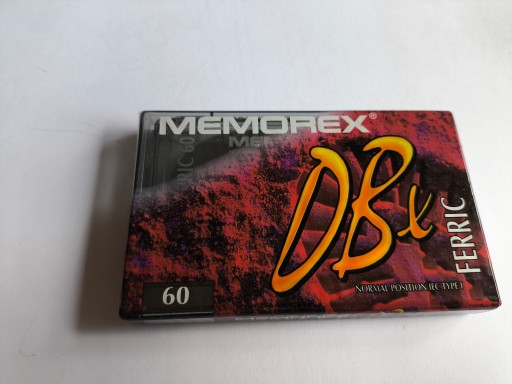 MEMOREX®
DBx
FERRIC
NORMAL POSITION (IEC TYPE I)
60